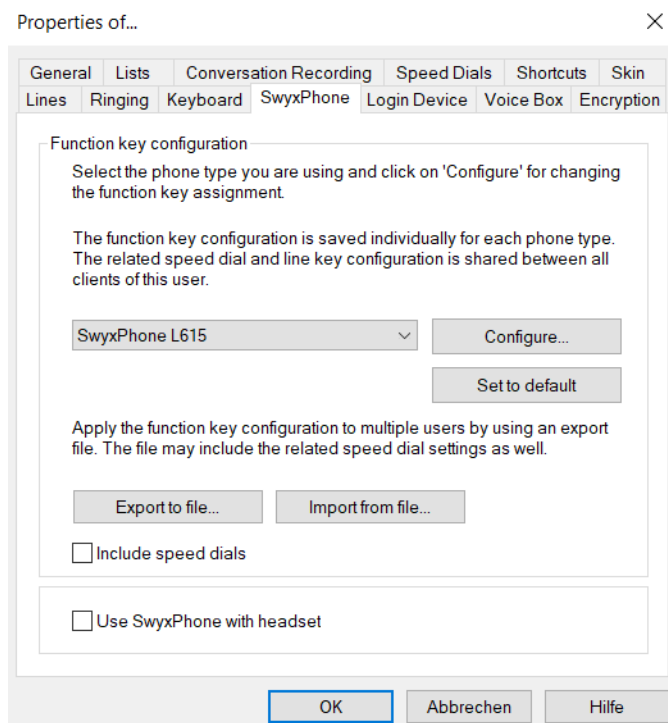 Properties of...
General Lists Conversation Recording Speed Dials Shortcuts Skin
Lines Ringing Keyboard SwyxPhone Login Device Voice Box Encryption
Function key configuration
Select the phone type you are using and click on 'Configure' for changing
the function key assignment.
The function key configuration is saved individually for each phone type.
The related speed dial and line key configuration is shared between all
clients of this user.
SwyxPhone L615 Configure...
Set to default
Apply the function key configuration to multiple users by using an export
file. The file may include the related speed dial settings as well.
Export to file... Import from file...
Include speed dials
Use SwyxPhone with headset
OK Abbrechen Hilfe